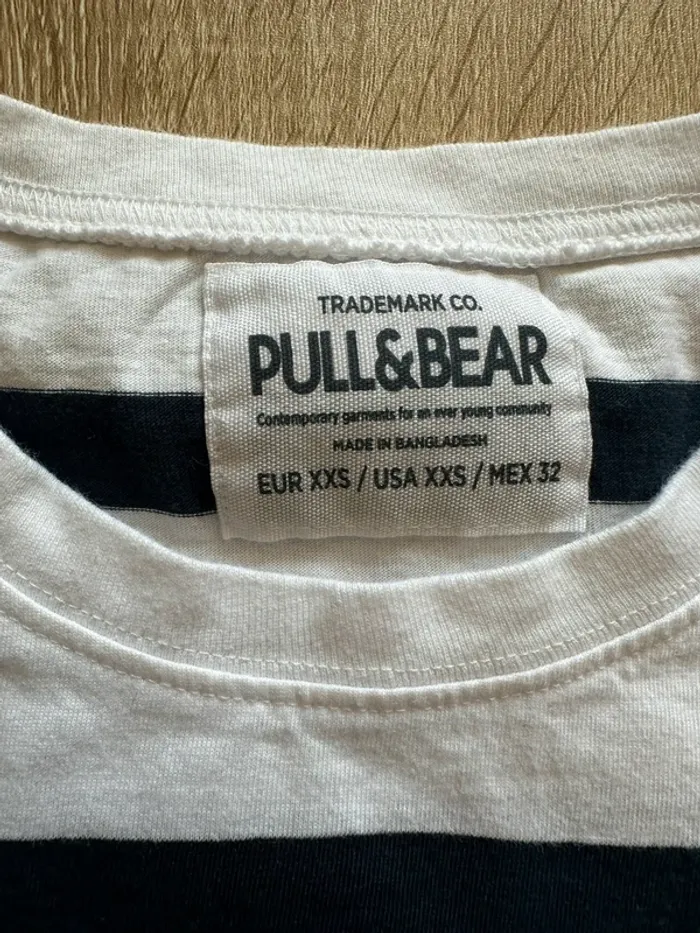 TRADEMARK CO.
PULL&BEAR
Contemporary garments for an ever young community
MADE IN BANGLADESH
EUR XXS / USA XXS / MEX 32